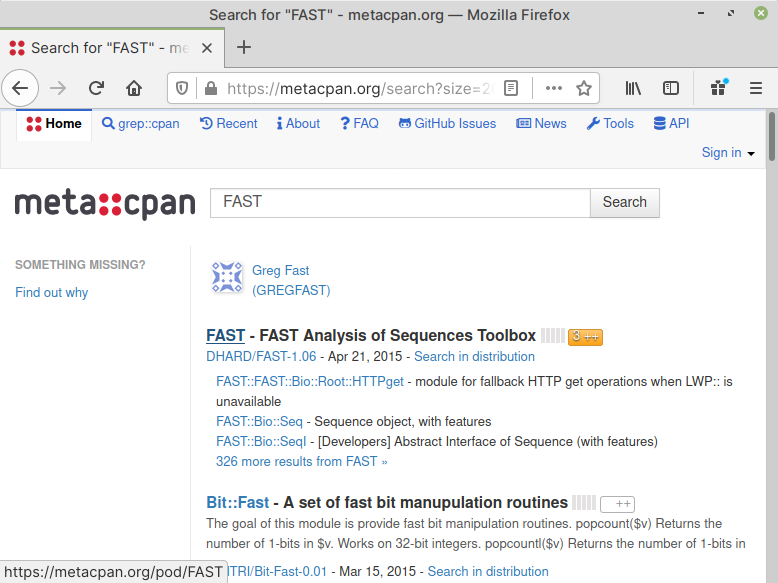 Search for "FAST" - metacpan.org — Mozilla Firefox
Search for "FAST" - me
https://metacpan.org/search?size=2
Home grep::cpan Recent About FAQ GitHub Issues News Tools API
Sign in
meta::cpan FAST Search
SOMETHING MISSING?
Find out why
Greg Fast
(GREGFAST)
FAST - FAST Analysis of Sequences Toolbox 3 ++
DHARD/FAST-1.06 - Apr 21, 2015 - Search in distribution
FAST::FAST::Bio::Root::HTTPget - module for fallback HTTP get operations when LWP:: is
unavailable
FAST::Bio::Seq - Sequence object, with features
FAST::Bio::SeqI - [Developers] Abstract Interface of Sequence (with features)
326 more results from FAST »
Bit::Fast - A set of fast bit manupulation routines ++
The goal of this module is provide fast bit manipulation routines. popcount($v) Returns the
number of 1-bits in $v. Works on 32-bit integers. popcountl($v) Returns the number of 1-bits in
https://metacpan.org/pod/FAST ITRI/Bit-Fast-0.01 - Mar 15, 2015 - Search in distribution